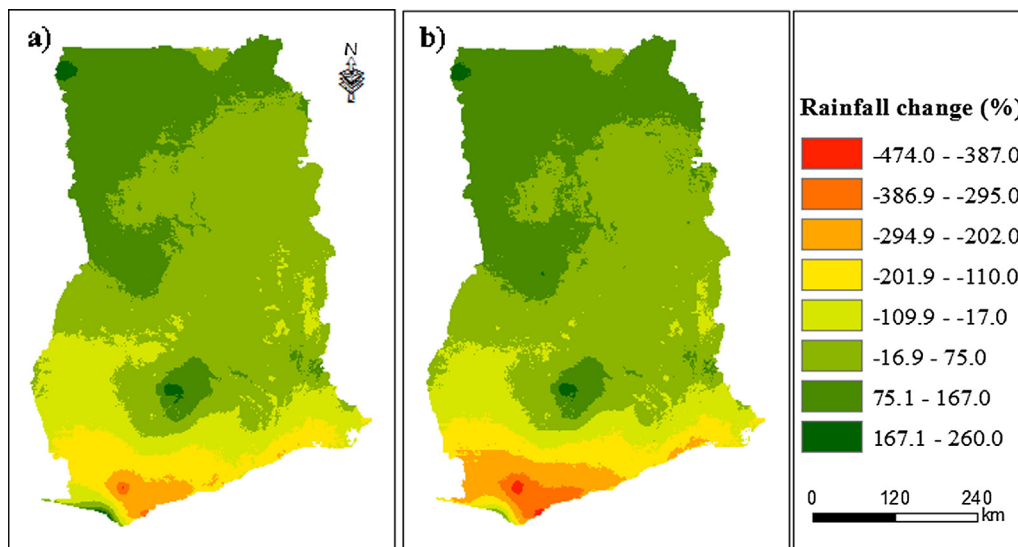 a)
N
b)
Rainfall change (%)
-474.0 - -387.0
-386.9 - -295.0
-294.9 - -202.0
-201.9 - -110.0
-109.9 - -17.0
-16.9 - 75.0
75.1 - 167.0
167.1 - 260.0
0 120 240
km